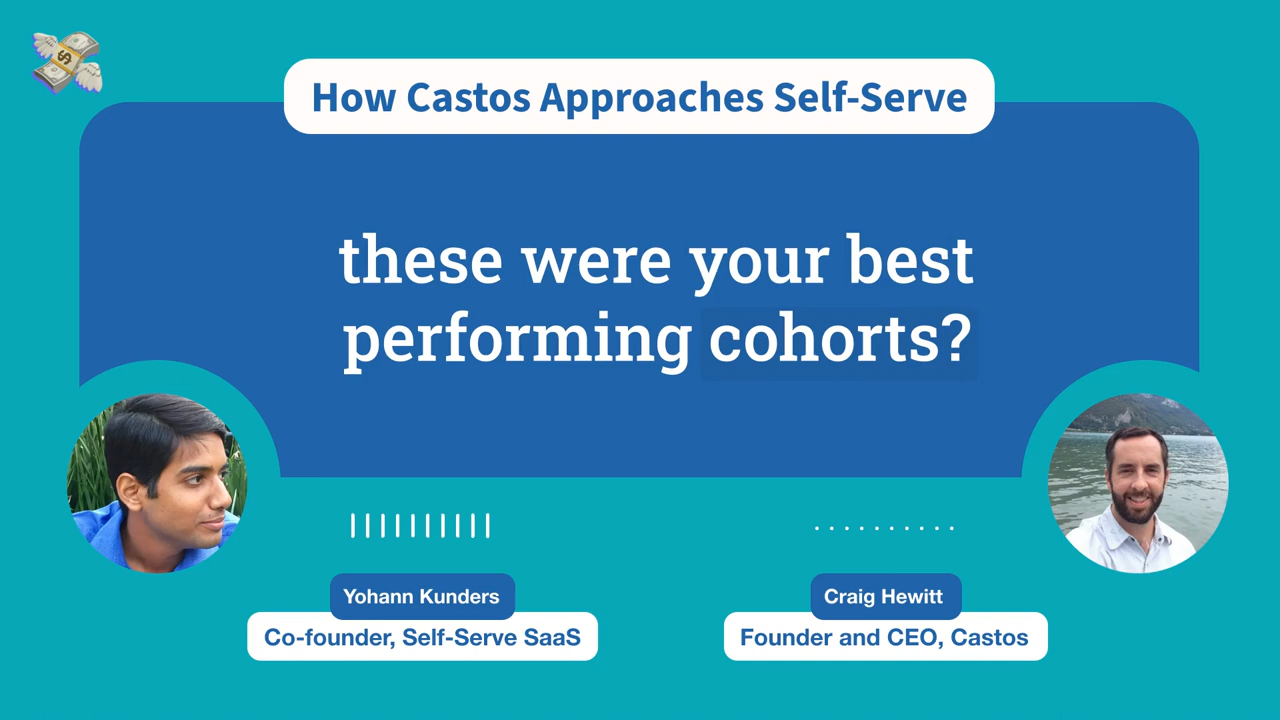 How Castos Approaches Self-Serve
these were your best
performing cohorts?
Yohann Kunders
Co-founder, Self-Serve SaaS
Craig Hewitt
Founder and CEO, Castos